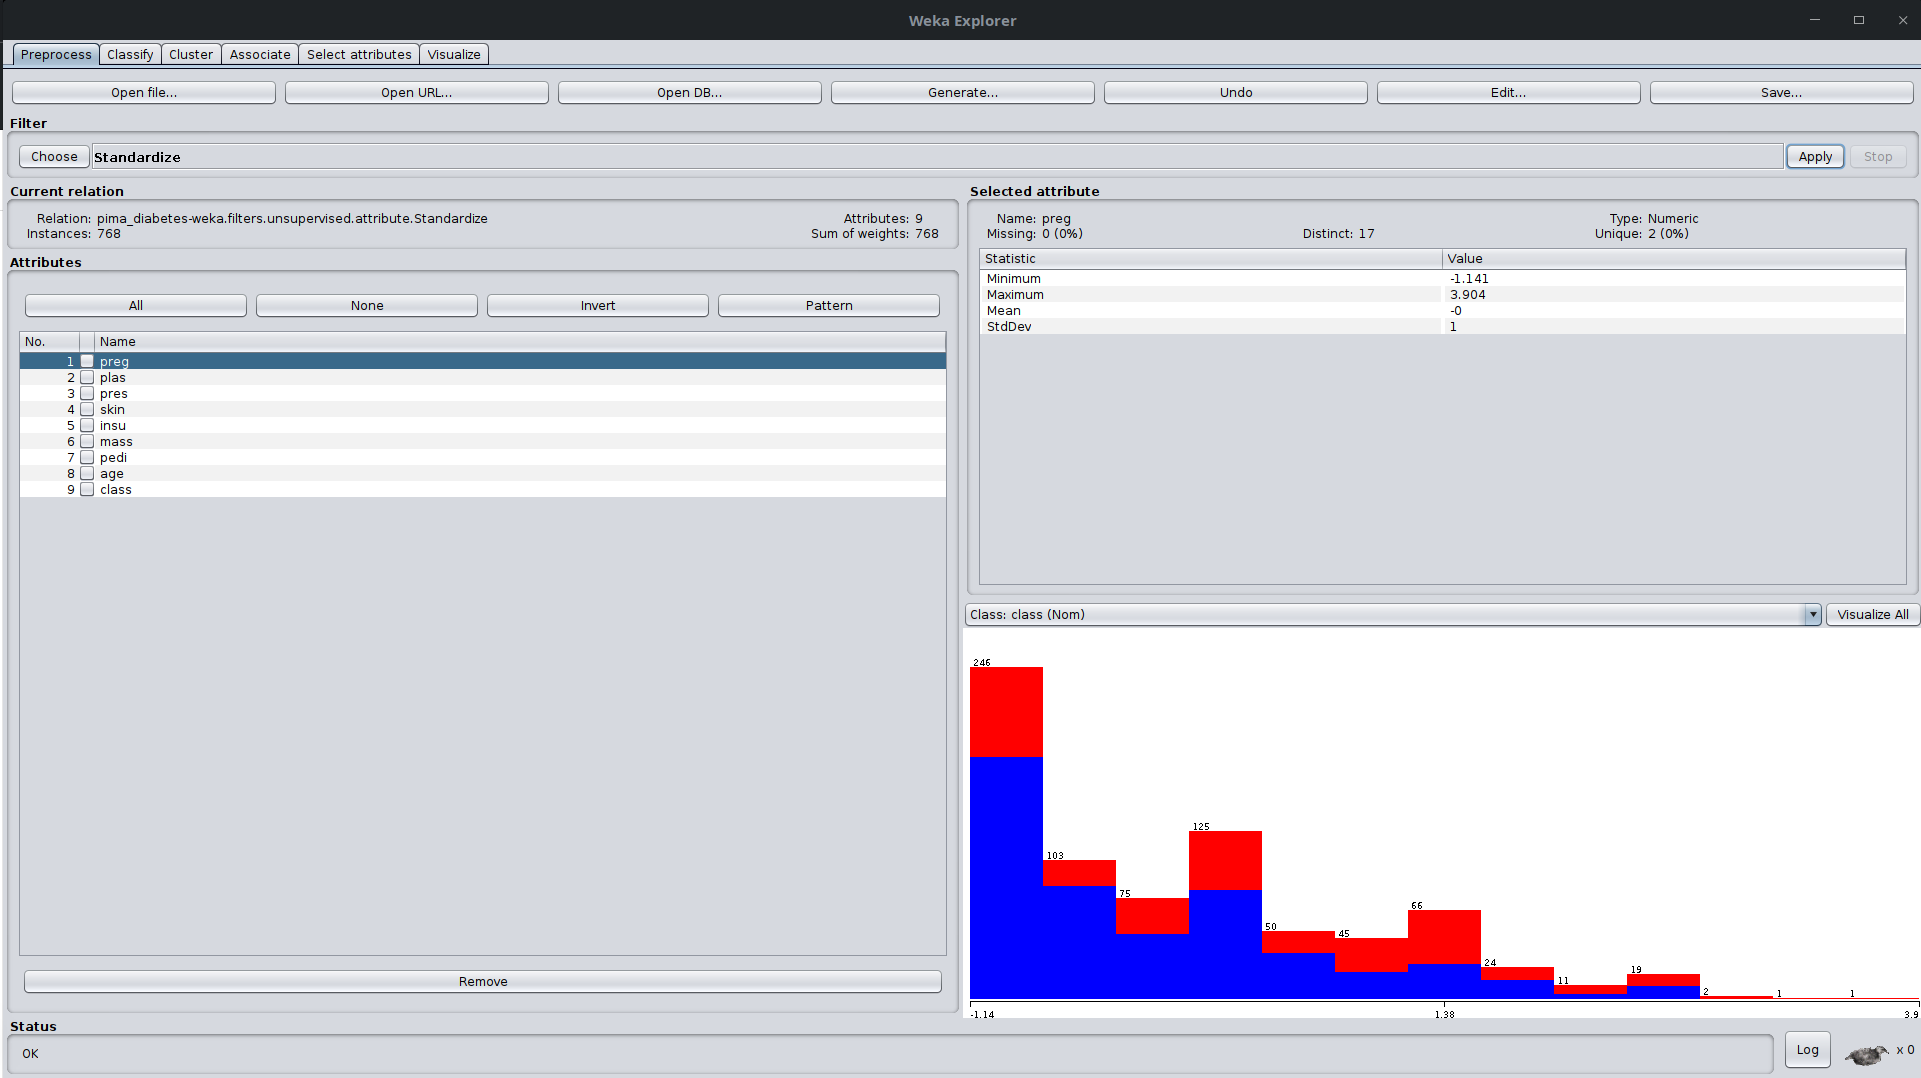 Weka Explorer
Preprocess Classify Cluster Associate Select attributes Visualize
Open file... Open URL... Open DB... Generate... Undo Edit... Save...
Filter
Choose Standardize Apply Stop
Current relation
Relation: pima_diabetes-weka.filters.unsupervised.attribute.Standardize Attributes: 9
Instances: 768 Sum of weights: 768
Attributes
All None Invert Pattern
No. Name
1 preg
2 plas
3 pres
4 skin
5 insu
6 mass
7 pedi
8 age
9 class
Remove
Selected attribute
Name: preg Type: Numeric
Missing: 0 (0%) Distinct: 17 Unique: 2 (0%)
Statistic Value
Minimum -1.141
Maximum 3.904
Mean -0
StdDev 1
Class: class (Nom) Visualize All
246
103
75
125
50
45
66
24
11
19
2
1
1
-1.14 1.38 3.9
Status
OK
Log x 0